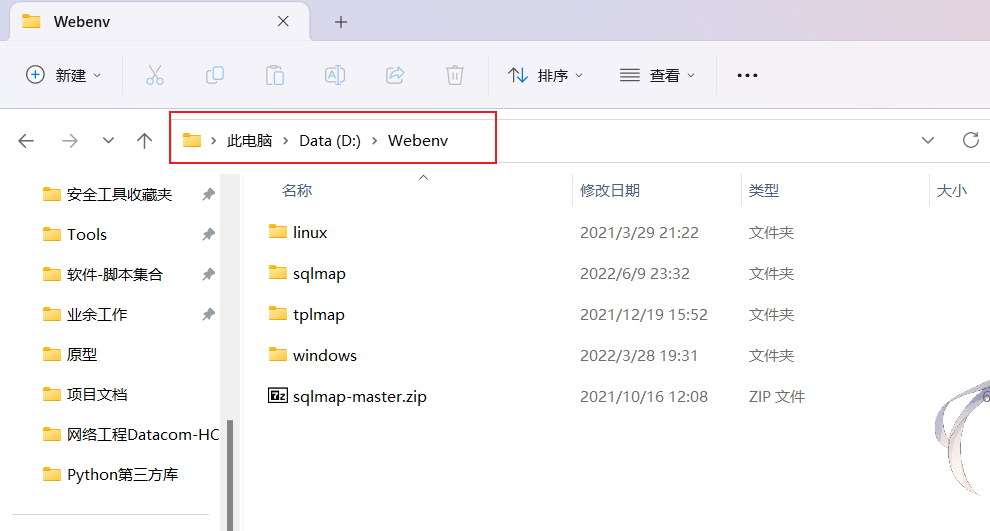 Webenv
新建 排序 查看
此电脑 Data (D:) Webenv
名称 修改日期 类型 大小
安全工具收藏夹
Tools
软件-脚本集合
业余工作
原型
项目文档
网络工程Datacom-HC
Python第三方库
linux 2021/3/29 21:22 文件夹
sqlmap 2022/6/9 23:32 文件夹
tplmap 2021/12/19 15:52 文件夹
windows 2022/3/28 19:31 文件夹
sqlmap-master.zip 2021/10/16 12:08 ZIP 文件